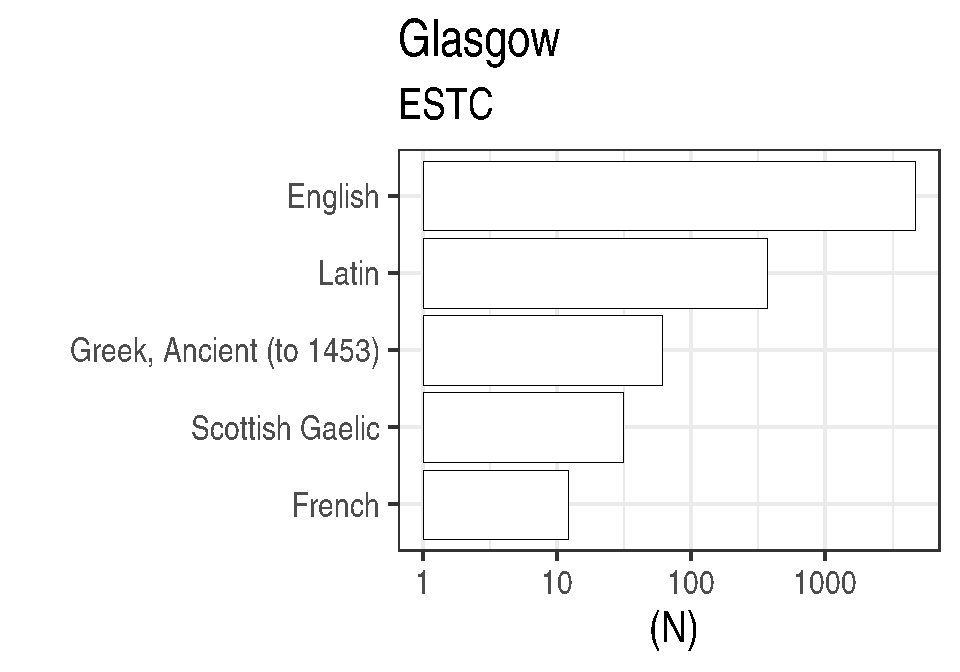 Glasgow
ESTC
English
Latin
Greek, Ancient (to 1453)
Scottish Gaelic
French
1 10 100 1000
(N)